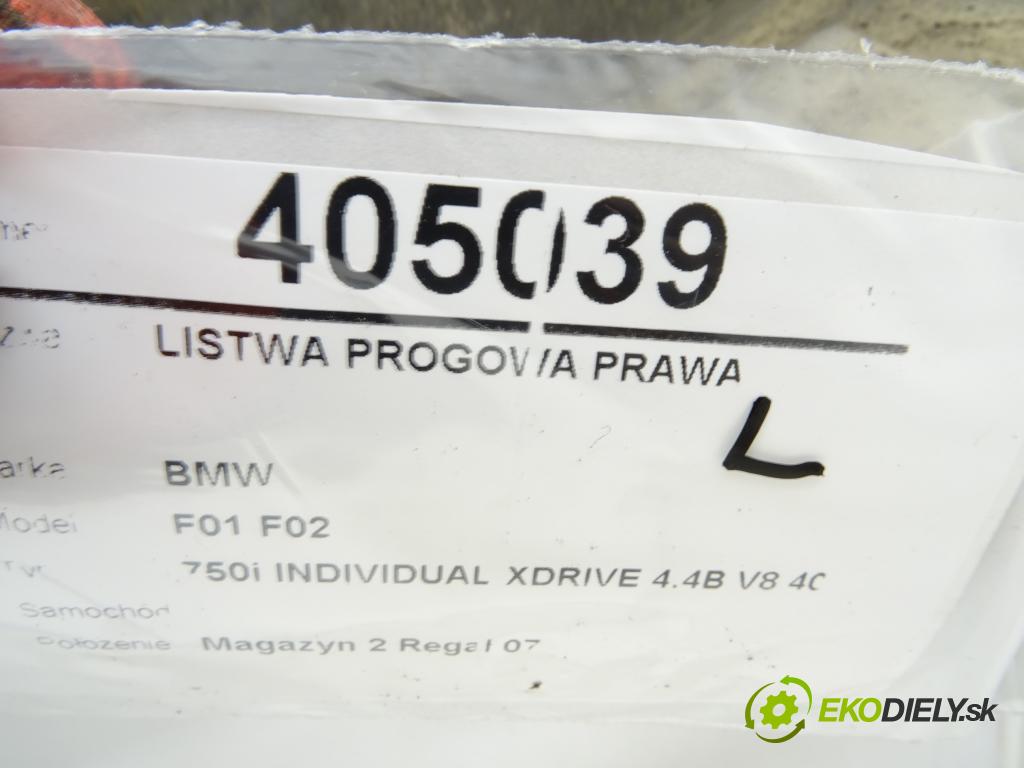 405039
LISTWA PROGOWA PRAWA
L
arka BMW
Model F01 F02
750i INDIVIDUAL XDRIVE 4.4B V8 40
Samochód
Położenie Magazyn 2 Regał 07
EKODIELY.sk